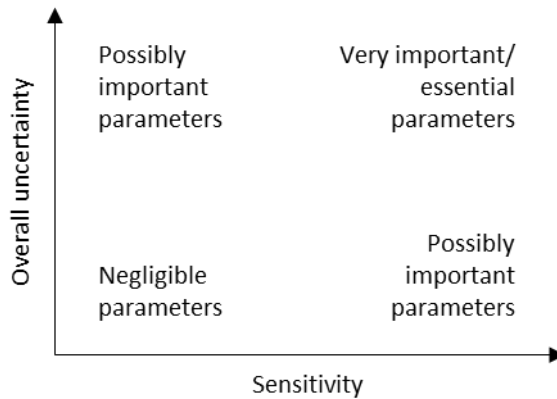 Overall uncertainty
Possibly
important
parameters
Very important/
essential
parameters
Negligible
parameters
Possibly
important
parameters
Sensitivity